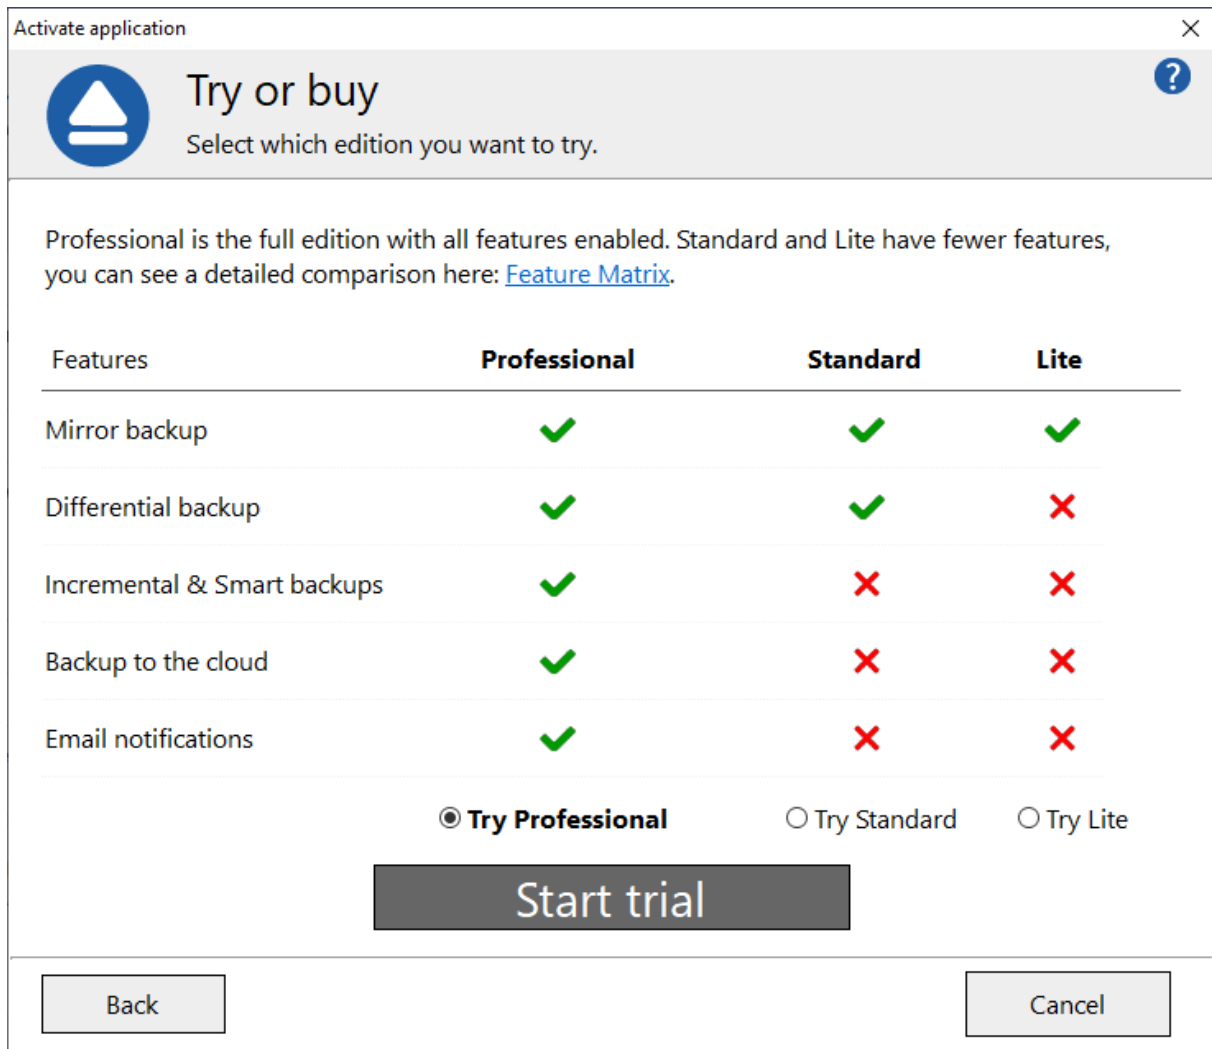 Activate application
Try or buy
Select which edition you want to try.
Professional is the full edition with all features enabled. Standard and Lite have fewer features,
you can see a detailed comparison here: Feature Matrix.
Features Professional Standard Lite
Mirror backup
Differential backup
Incremental & Smart backups
Backup to the cloud
Email notifications
Try Professional Try Standard Try Lite
Start trial
Back Cancel